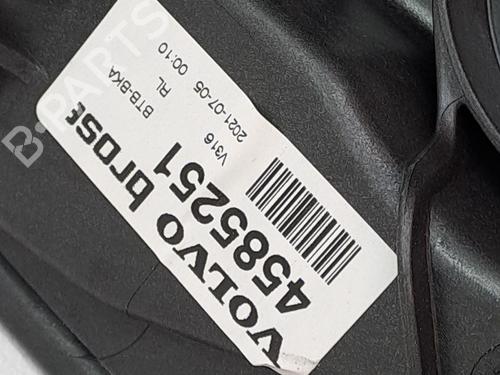 B-PARTS
VOLVO brose
4585251
V316
2021-07-05 00:10
BTB-BKA
RL